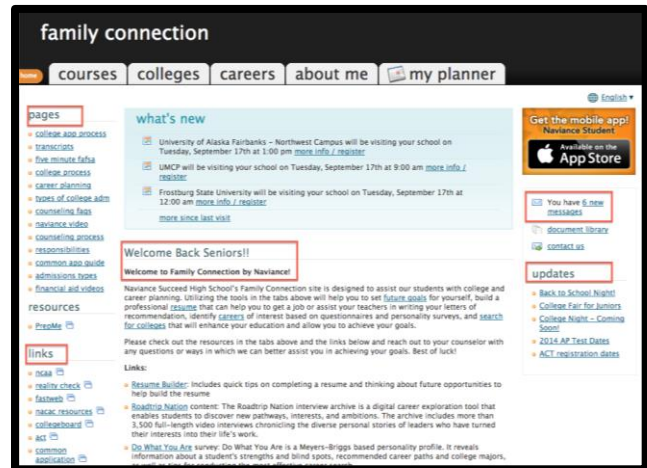 family connection
home
courses
colleges
careers
about me
my planner
English
pages
college app process
transcripts
five minute fafsa
college process
career planning
types of college adm
counseling faqs
naviance video
counseling process
responsibilities
common app guide
admissions types
financial aid videos
resources
PrepMe
links
ncaa
reality check
fastweb
nacac resources
collegeboard
act
common
application
what's new
University of Alaska Fairbanks – Northwest Campus will be visiting your school on
Tuesday, September 17th at 1:00 pm more info / register
UMCP will be visiting your school on Tuesday, September 17th at 9:00 am more info /
register
Frostburg State University will be visiting your school on Tuesday, September 17th at
12:00 am more info / register
more since last visit
Welcome Back Seniors!!
Welcome to Family Connection by Naviance!
Naviance Succeed High School's Family Connection site is designed to assist our students with college and
career planning. Utilizing the tools in the tabs above will help you to set future goals for yourself, build a
professional resume that can help you to get a job or assist your teachers in writing your letters of
recommendation, identify careers of interest based on questionnaires and personality surveys, and search
for colleges that will enhance your education and allow you to achieve your goals.
Please check out the resources in the tabs above and the links below and reach out to your counselor with
any questions or ways in which we can better assist you in achieving your goals. Best of luck!
Links:
Resume Builder: Includes quick tips on completing a resume and thinking about future opportunities to
help build the resume
Roadtrip Nation content: The Roadtrip Nation interview archive is a digital career exploration tool that
enables students to discover new pathways, interests, and ambitions. The archive includes more than
3,500 full-length video interviews chronicling the diverse personal stories of leaders who have turned
their interests into their life's work.
Do What You Are survey: Do What You Are is a Meyers-Briggs based personality profile. It reveals
information about a student's strengths and blind spots, recommended career paths and college majors,
Get the mobile app!
Naviance Student
Available on the
App Store
You have 6 new
messages
document library
contact us
updates
Back to School Night!
College Fair for Juniors
College Night – Coming
Soon!
2014 AP Test Dates
ACT registration dates